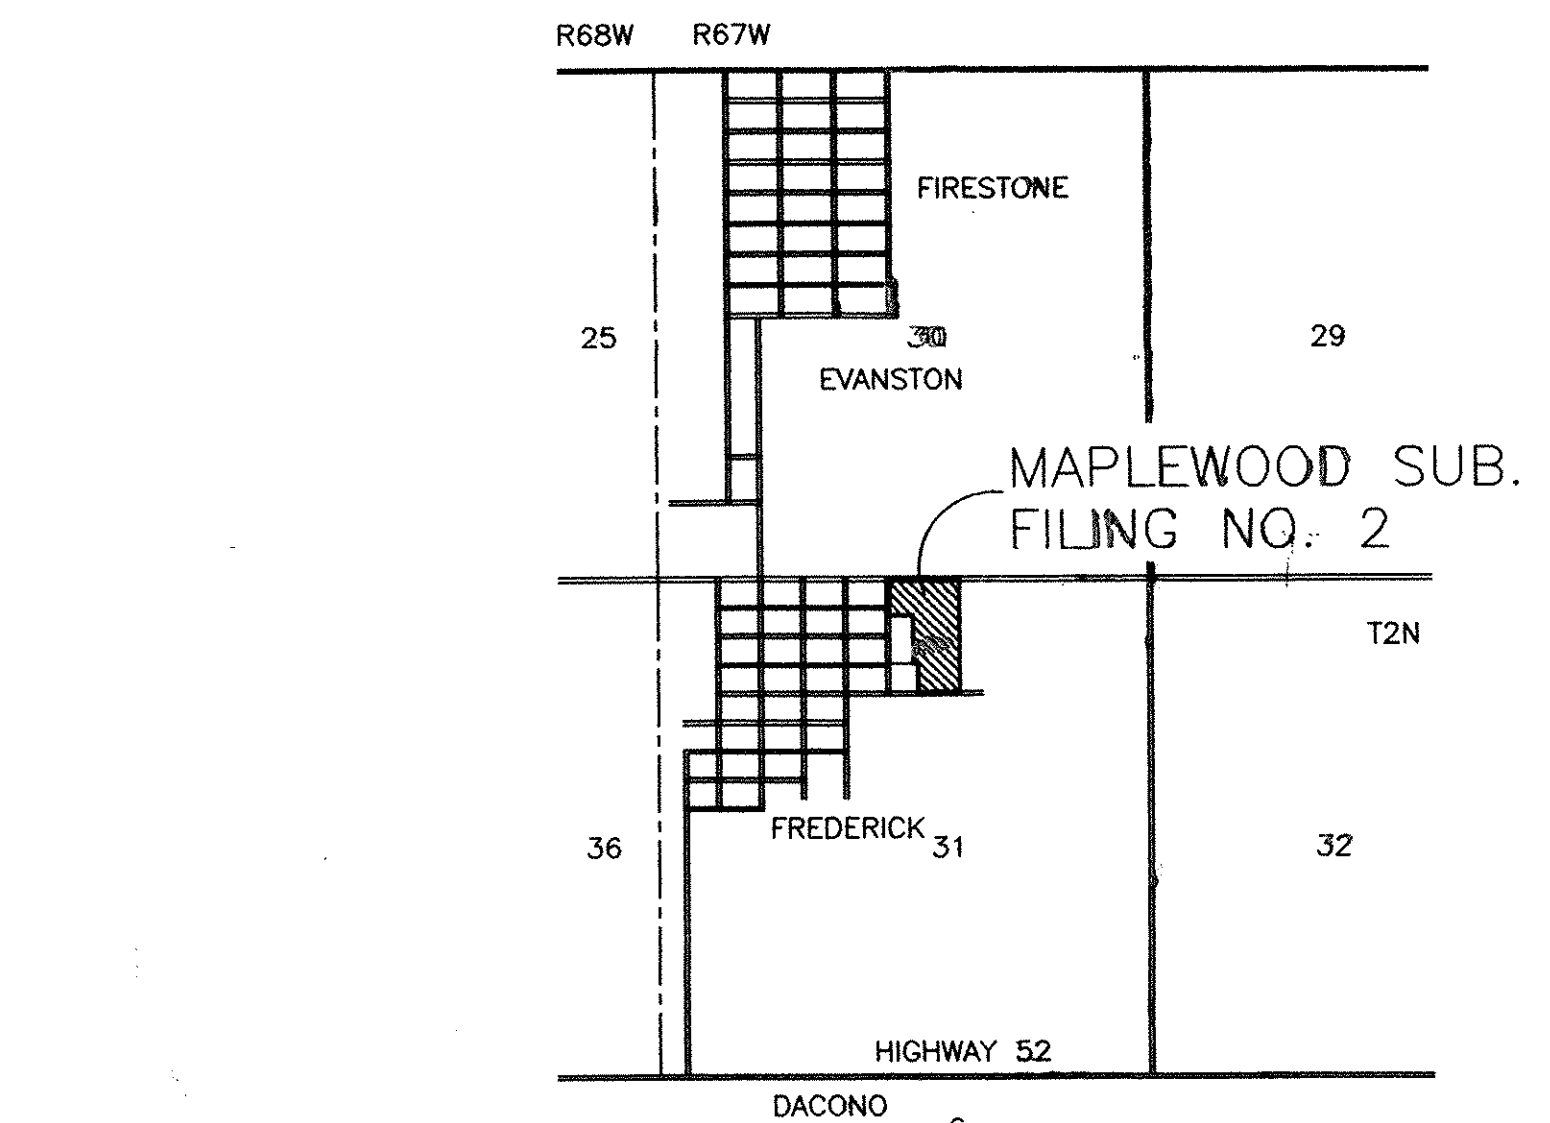 R68W R67W
FIRESTONE
25 30 29
EVANSTON
MAPLEWOOD SUB.
FILING NO. 2
T2N
FREDERICK
36 31 32
HIGHWAY 52
DACONO